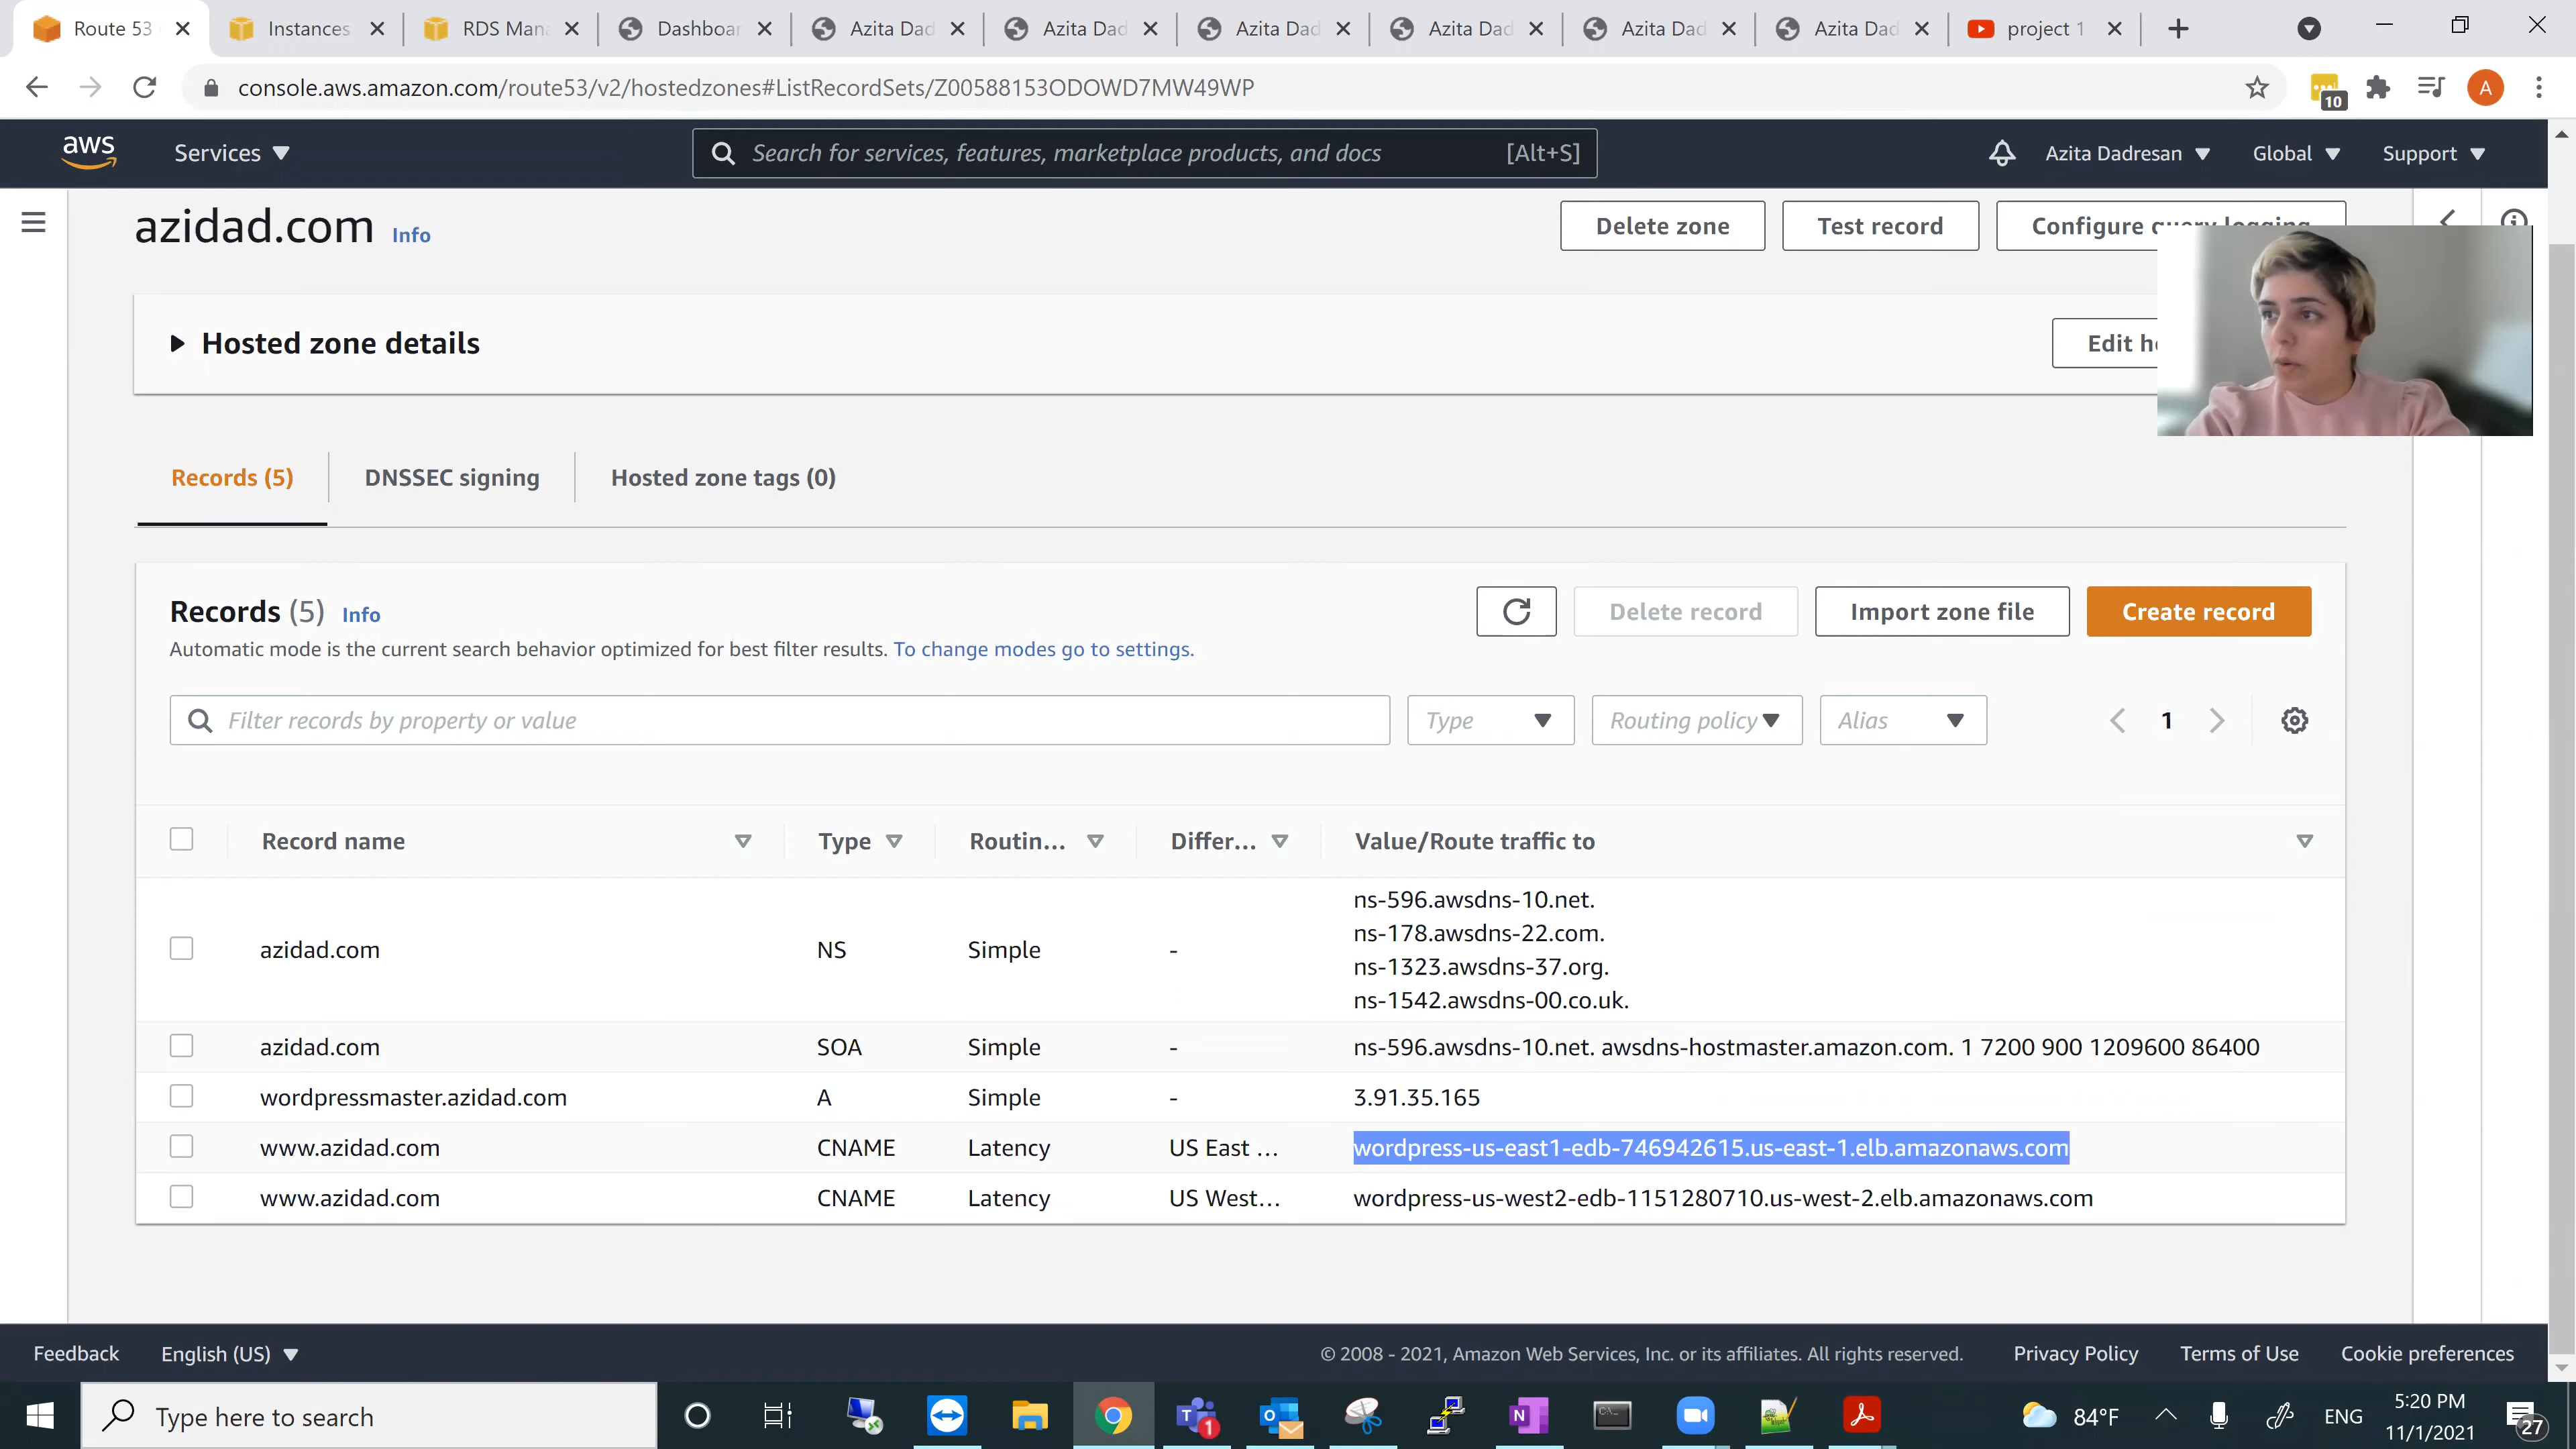 Route 53
Instances
RDS Mana
Dashboar
Azita Dad
Azita Dad
Azita Dad
Azita Dad
Azita Dad
Azita Dad
project 1
console.aws.amazon.com/route53/v2/hostedzones#ListRecordSets/Z00588153ODOWD7MW49WP
10
A
aws
Services
Search for services, features, marketplace products, and docs
[Alt+S]
Azita Dadresan
Global
Support
azidad.com Info
Delete zone
Test record
Configure query logging
Hosted zone details
Edit h
Records (5)
DNSSEC signing
Hosted zone tags (0)
Records (5) Info
Delete record
Import zone file
Create record
Automatic mode is the current search behavior optimized for best filter results. To change modes go to settings.
Filter records by property or value
Type
Routing policy
Alias
1
Record name Type Routin... Differ... Value/Route traffic to
ns-596.awsdns-10.net.
ns-178.awsdns-22.com.
azidad.com NS Simple -
ns-1323.awsdns-37.org.
ns-1542.awsdns-00.co.uk.
azidad.com SOA Simple - ns-596.awsdns-10.net. awsdns-hostmaster.amazon.com. 1 7200 900 1209600 86400
wordpressmaster.azidad.com A Simple - 3.91.35.165
www.azidad.com CNAME Latency US East ... wordpress-us-east1-edb-746942615.us-east-1.elb.amazonaws.com
www.azidad.com CNAME Latency US West... wordpress-us-west2-edb-1151280710.us-west-2.elb.amazonaws.com
Feedback
English (US)
© 2008 - 2021, Amazon Web Services, Inc. or its affiliates. All rights reserved.
Privacy Policy
Terms of Use
Cookie preferences
Type here to search
T
1
O
N
C:\_
84°F
ENG
5:20 PM
11/1/2021
27